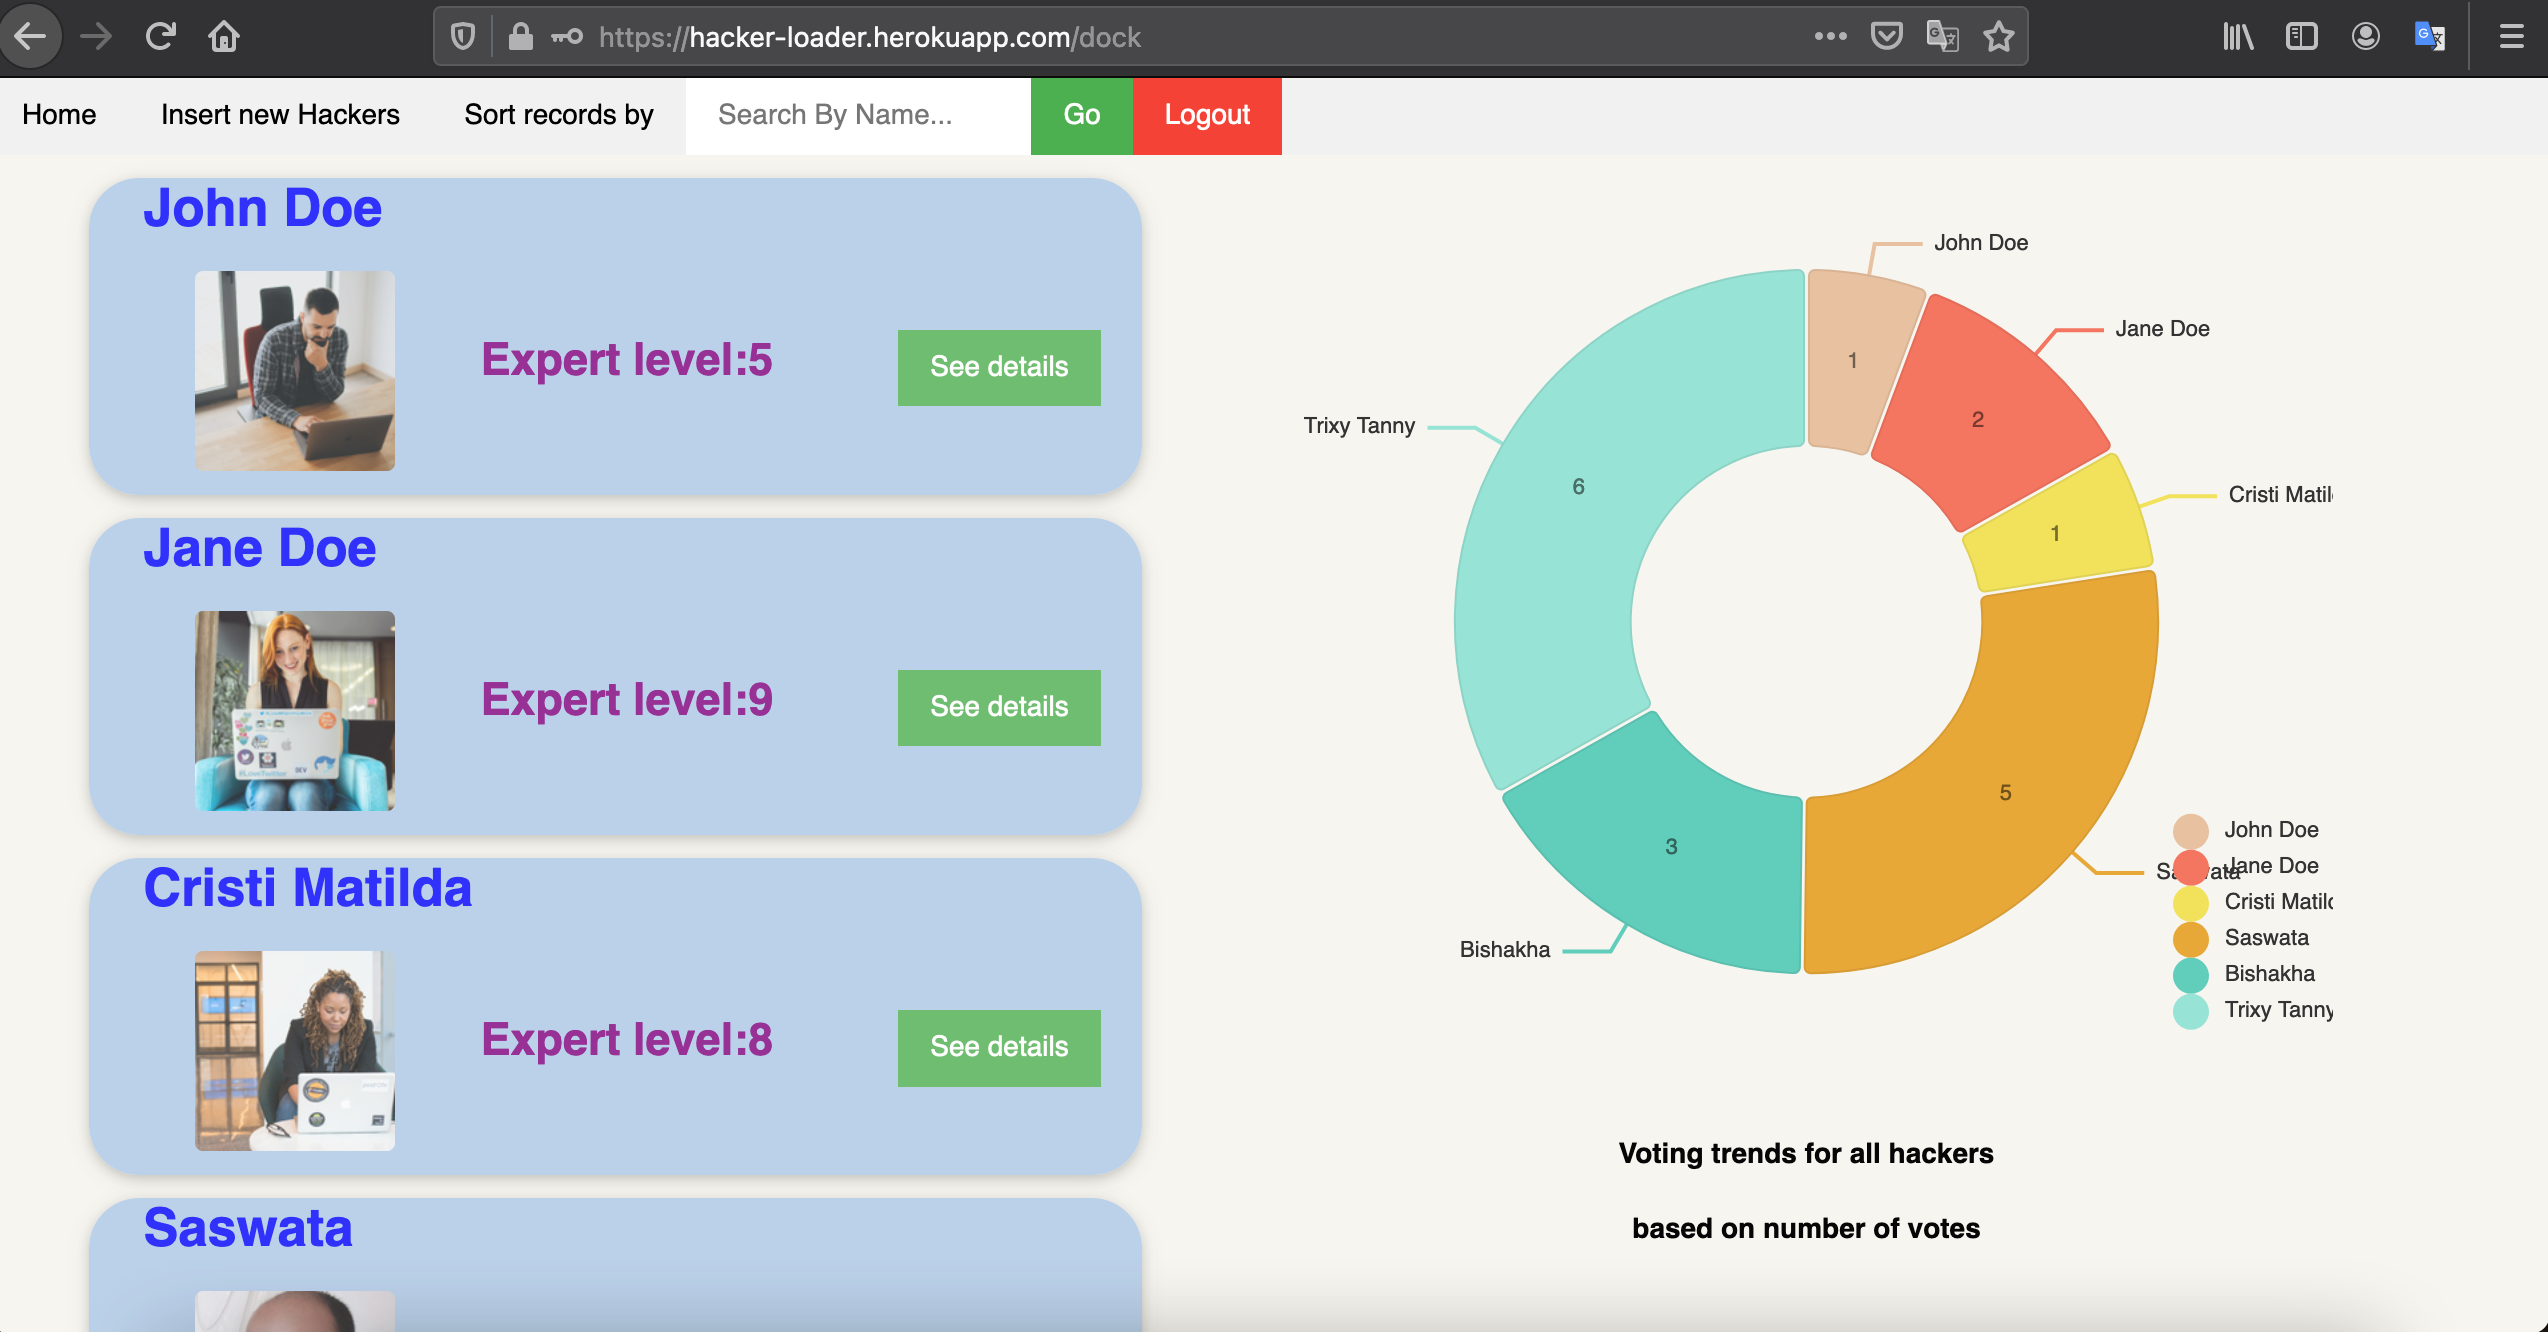 https://hacker-loader.herokuapp.com/dock
Home Insert new Hackers Sort records by Search By Name... Go Logout
John Doe
Expert level:5 See details
Jane Doe
Expert level:9 See details
Cristi Matilda
Expert level:8 See details
Saswata
John Doe
Jane Doe
Trixy Tanny
Cristi Matil
1
2
6
1
5
3
Bishakha
John Doe
Jane Doe
Cristi Matil
Saswata
Bishakha
Trixy Tanny
Voting trends for all hackers
based on number of votes